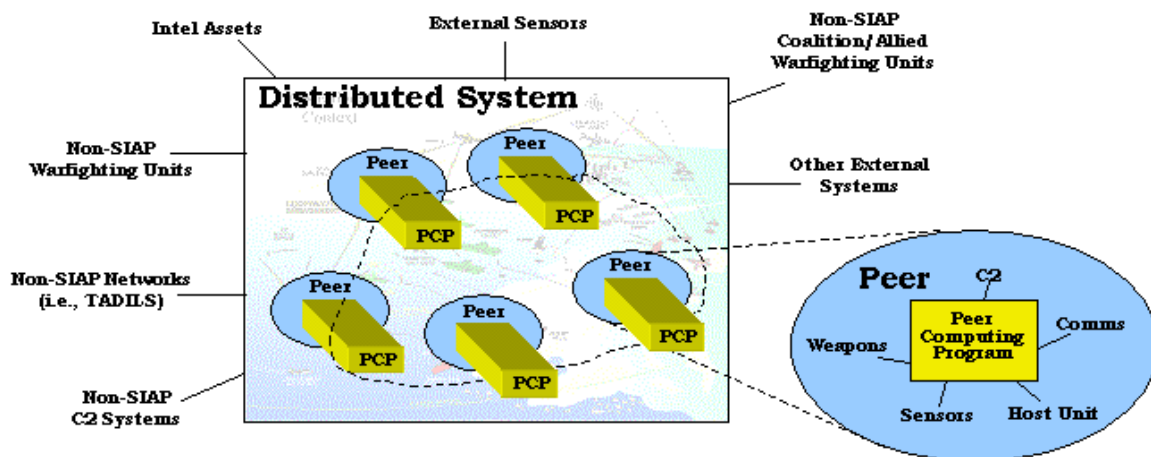 Intel Assets
External Sensors
Non-SIAP
Coalition/Allied
Warfighting Units
Distributed System
Context
Non-SIAP
Warfighting Units
Peer
Peer
PCP
PCP
Other External
Systems
Non-SIAP Networks
(i.e., TADILS)
Peer
Peer
Peer
PCP
PCP
PCP
Non-SIAP
C2 Systems
Peer
C2
Peer
Computing
Program
Comms
Weapons
Sensors
Host Unit